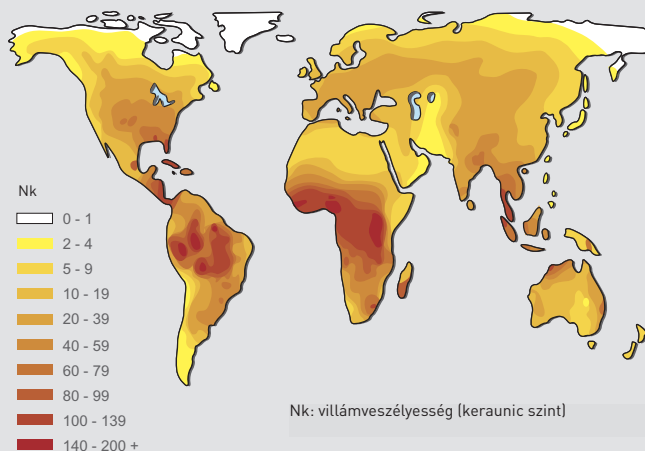 Nk
0 - 1
2 - 4
5 - 9
10 - 19
20 - 39
40 - 59
60 - 79
80 - 99
100 - 139
140 - 200 +
Nk: villámveszélyesség (keraunic szint)